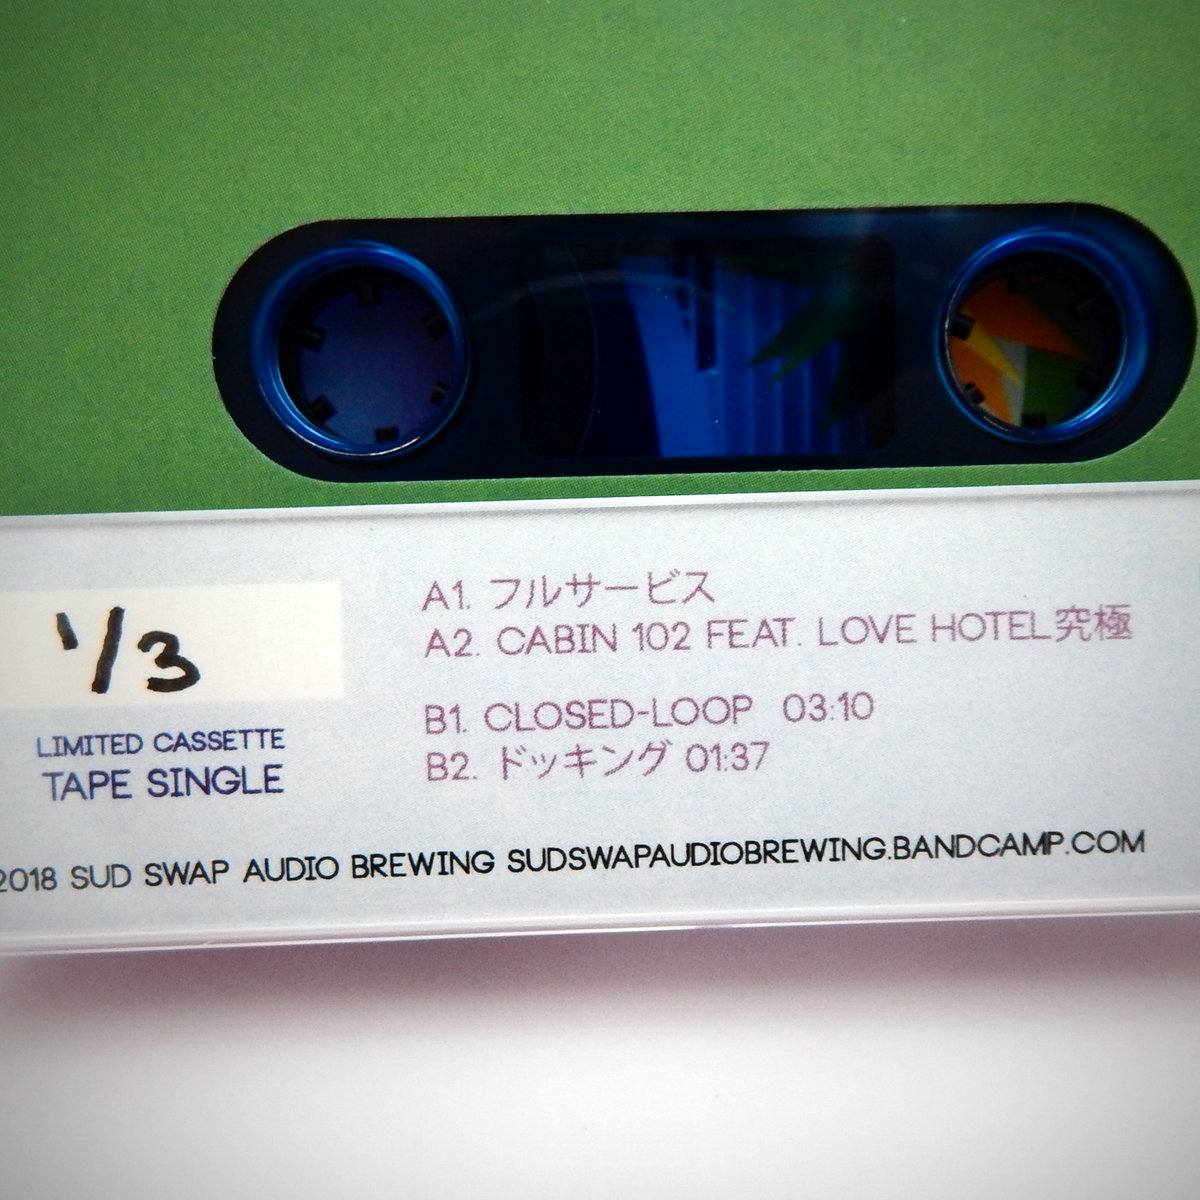 1/3
LIMITED CASSETTE
TAPE SINGLE
A1. フルサービス
A2. CABIN 102 FEAT. LOVE HOTEL究極
B1. CLOSED-LOOP 03:10
B2. ドッキング 01:37
2018 SUD SWAP AUDIO BREWING SUDSWAPAUDIOBREWING.BANDCAMP.COM